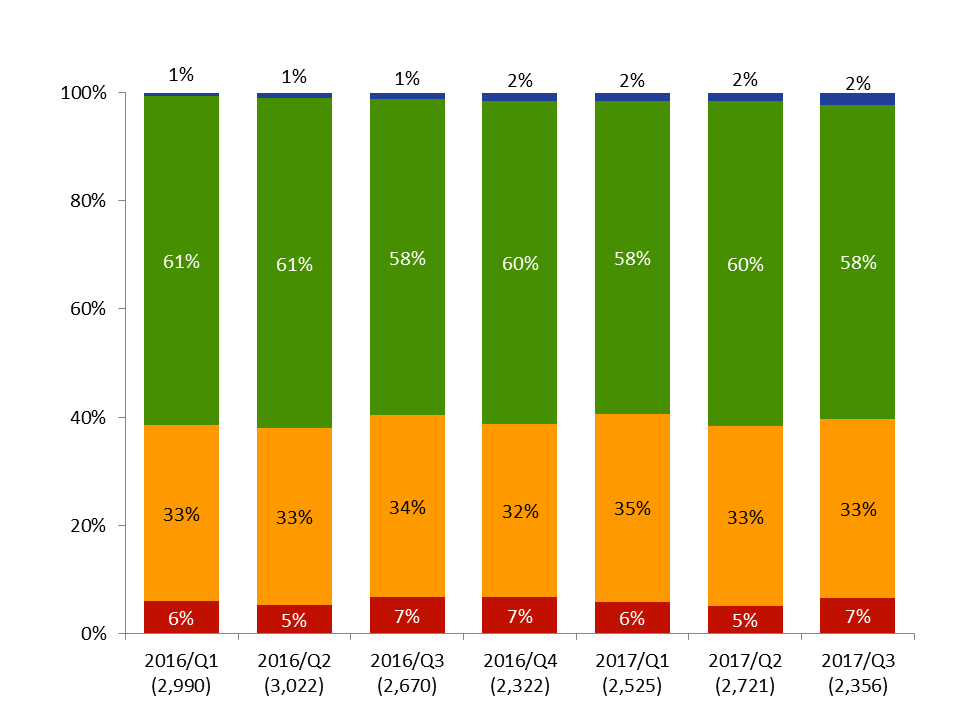 1% 1% 1% 2% 2% 2% 2%
100%
80%
61% 61% 58% 60% 58% 60% 58%
60%
40%
33% 33% 34% 32% 35% 33% 33%
20%
6% 5% 7% 7% 6% 5% 7%
0%
2016/Q1 2016/Q2 2016/Q3 2016/Q4 2017/Q1 2017/Q2 2017/Q3
(2,990) (3,022) (2,670) (2,322) (2,525) (2,721) (2,356)